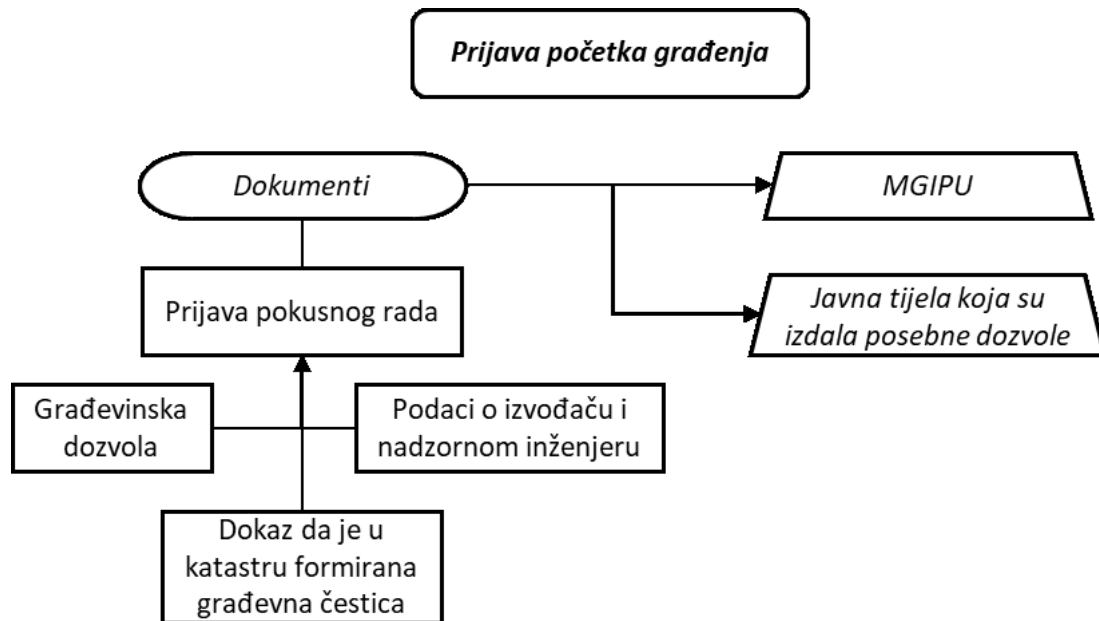 Prijava početka građenja
Dokumenti
MGIPU
Prijava pokusnog rada
Javna tijela koja su
izdala posebne dozvole
Građevinska
dozvola
Podaci o izvođaču i
nadzornom inženjeru
Dokaz da je u
katastru formirana
građevna čestica